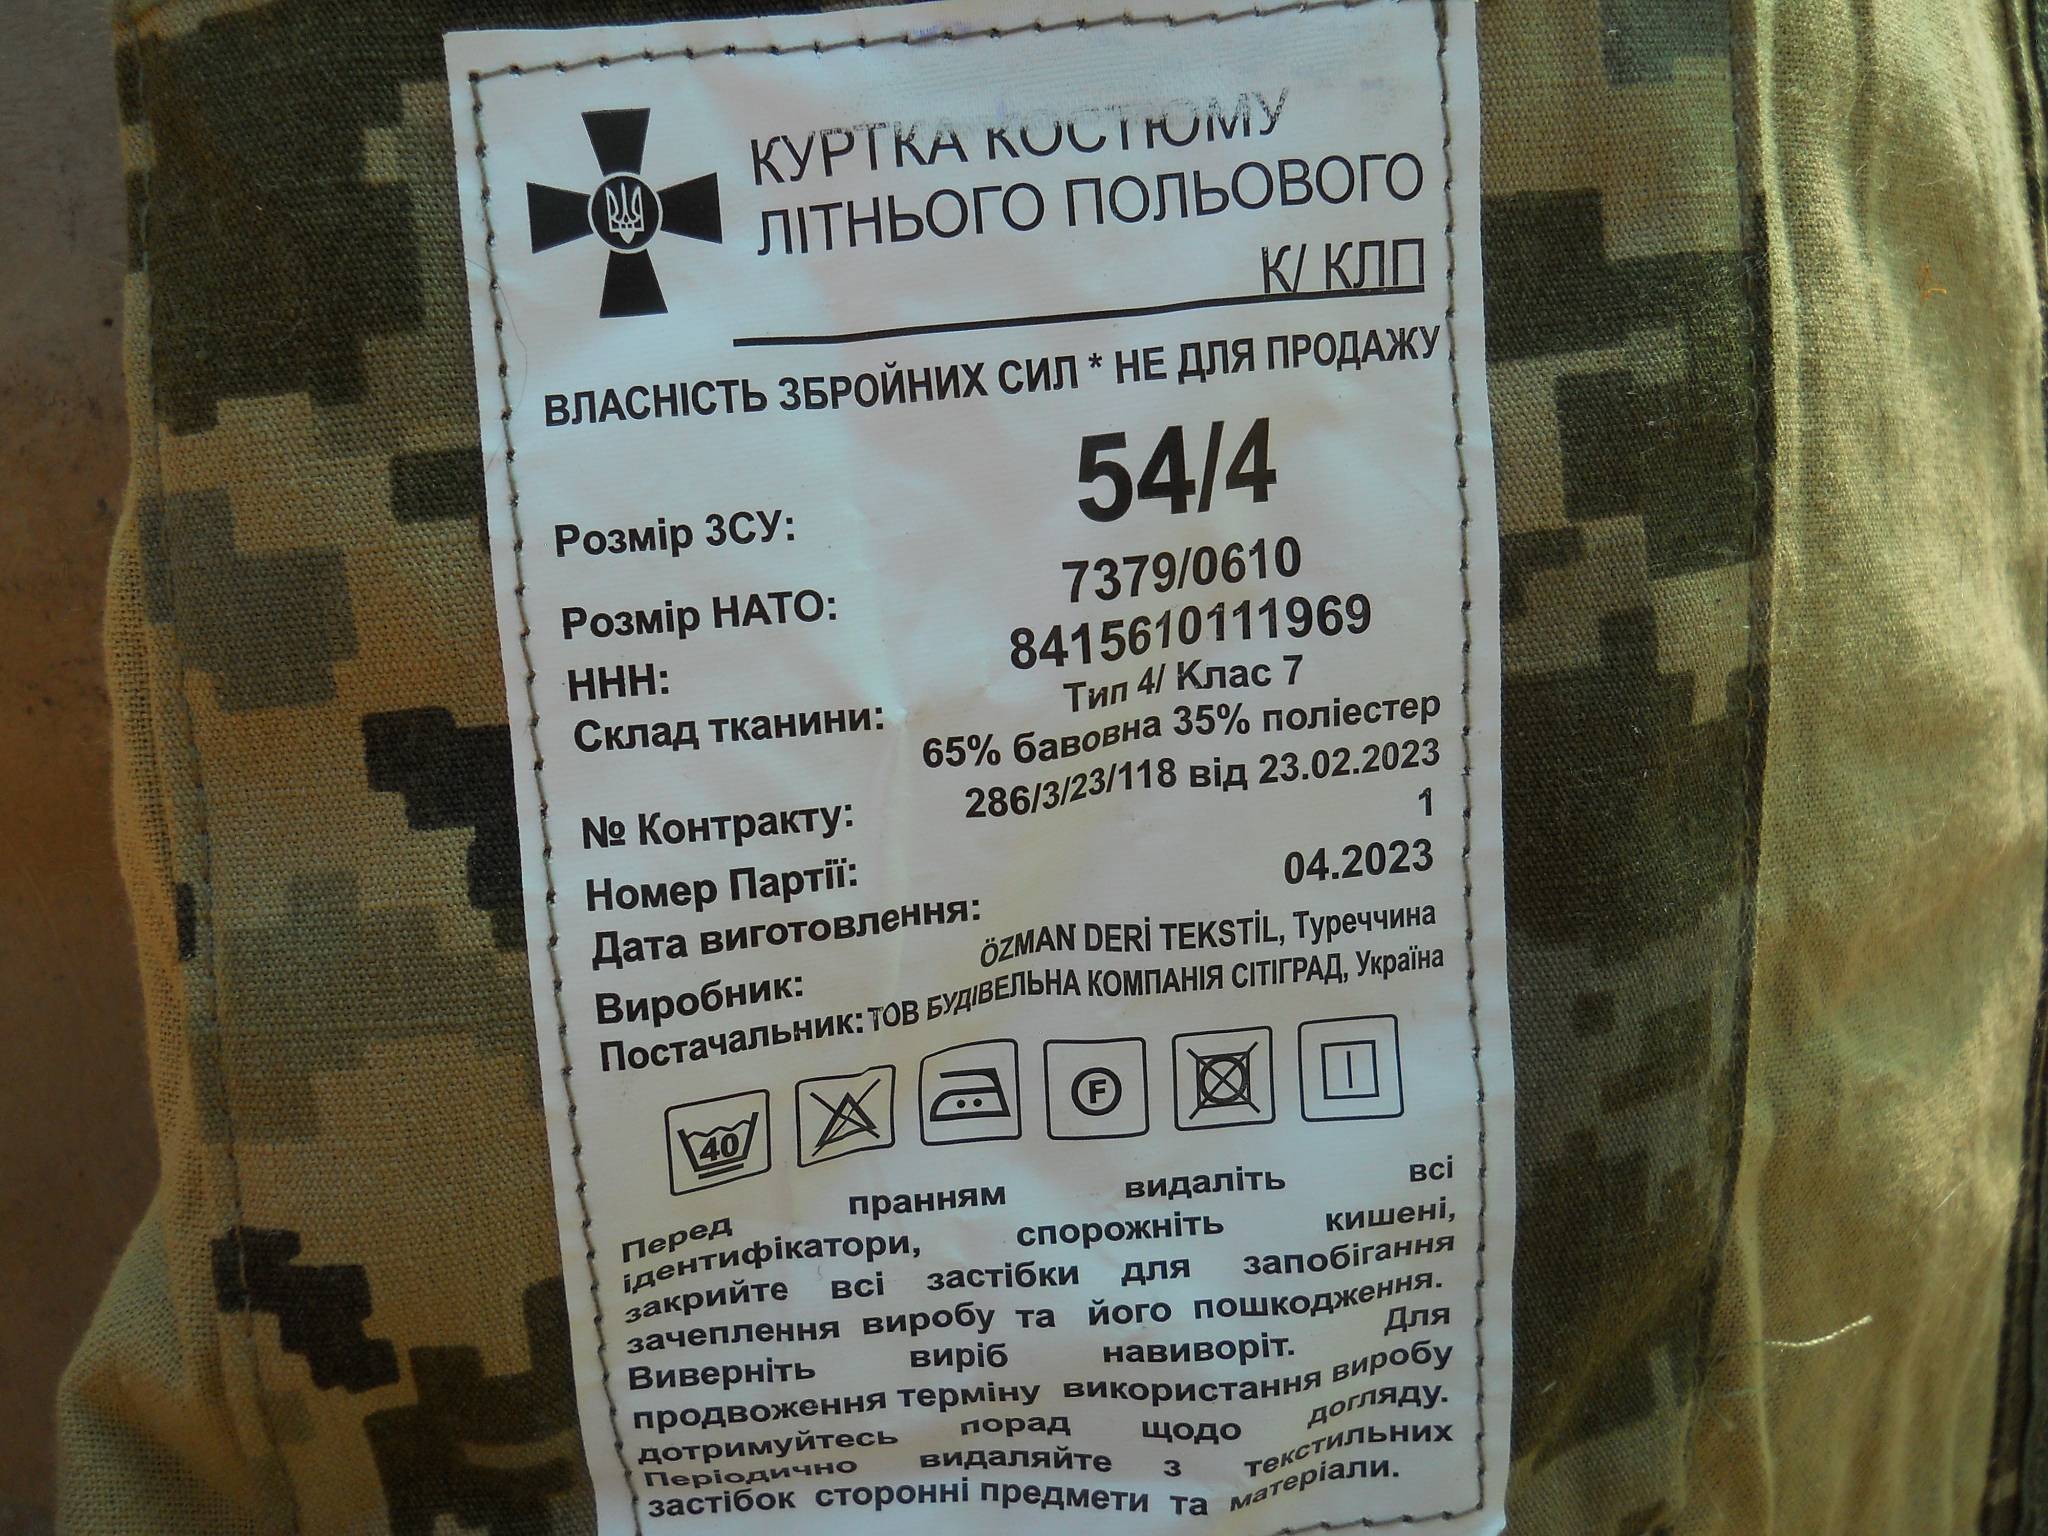 КУРТКА КОСТЮМУ
ЛІТНЬОГО ПОЛЬОВОГО
К/ КЛП
ВЛАСНІСТЬ ЗБРОЙНИХ СИЛ * НЕ ДЛЯ ПРОДАЖУ
Розмір ЗСУ: 54/4
Розмір НАТО: 7379/0610
ННН: 8415610111969
Склад тканини: Тип 4/ Клас 7
65% бавовна 35% поліестер
№ Контракту: 286/3/23/118 від 23.02.2023
Номер Партії: 1
Дата виготовлення: 04.2023
Виробник: ÖZMAN DERİ TEKSTİL, Туреччина
Постачальник: ТОВ БУДІВЕЛЬНА КОМПАНІЯ СІТІГРАД, Україна
40 F
Перед пранням видаліть всі
ідентифікатори, спорожніть кишені,
закрийте всі застібки для запобігання
зачеплення виробу та його пошкодження.
Виверніть виріб навиворіт. Для
продвоження терміну використання виробу
дотримуйтесь порад щодо догляду.
Періодично видаляйте з текстильних
застібок сторонні предмети та матеріали.